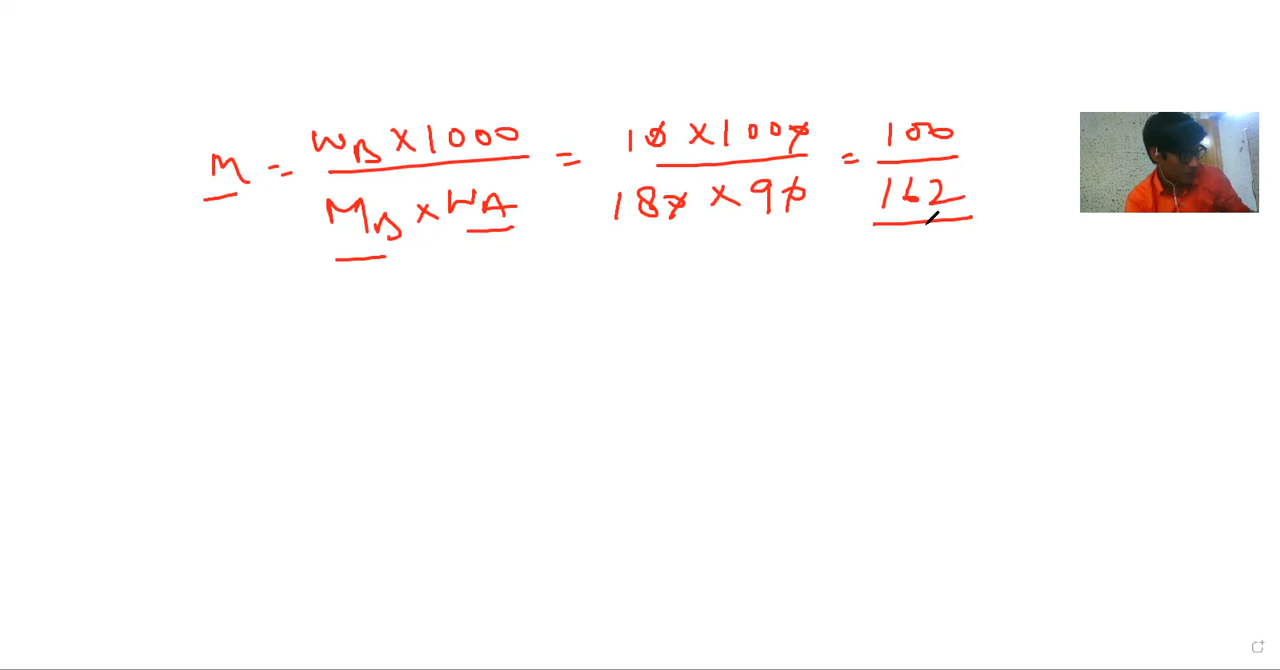 m = WB × 1000 / MB × WA = 10 × 1000 / 180 × 90 = 100 / 162